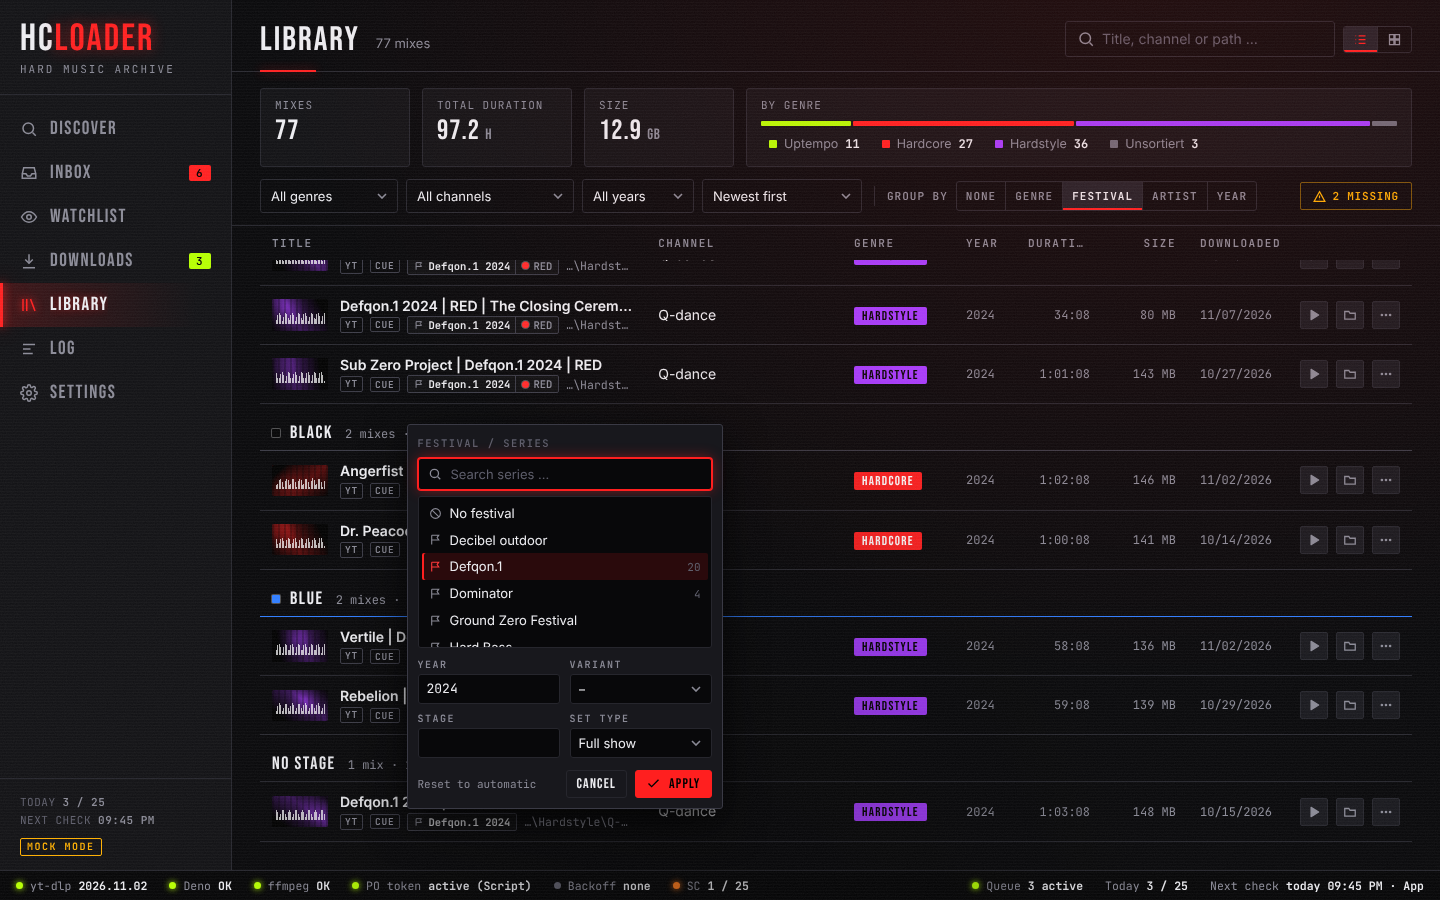 HCLOADER
HARD MUSIC ARCHIVE
DISCOVER
INBOX 6
WATCHLIST
DOWNLOADS 3
LIBRARY
LOG
SETTINGS
TODAY 3 / 25
NEXT CHECK 09:45 PM
MOCK MODE
LIBRARY 77 mixes
Title, channel or path ...
MIXES
77
TOTAL DURATION
97.2 H
SIZE
12.9 GB
BY GENRE
Uptempo 11 Hardcore 27 Hardstyle 36 Unsortiert 3
All genres All channels All years Newest first GROUP BY NONE GENRE FESTIVAL ARTIST YEAR 2 MISSING
TITLE CHANNEL GENRE YEAR DURATI… SIZE DOWNLOADED
YT CUE Defqon.1 2024 RED …\Hardst…
Defqon.1 2024 | RED | The Closing Cerem…
YT CUE Defqon.1 2024 RED …\Hardst…
Q-dance HARDSTYLE 2024 34:08 80 MB 11/07/2026
Sub Zero Project | Defqon.1 2024 | RED
YT CUE Defqon.1 2024 RED …\Hardst…
Q-dance HARDSTYLE 2024 1:01:08 143 MB 10/27/2026
BLACK 2 mixes ·
Angerfist
YT CUE
HARDCORE 2024 1:02:08 146 MB 11/02/2026
Dr. Peaco
YT CUE
HARDCORE 2024 1:00:08 141 MB 10/14/2026
BLUE 2 mixes ·
Vertile | D
YT CUE
HARDSTYLE 2024 58:08 136 MB 11/02/2026
Rebelion |
YT CUE
HARDSTYLE 2024 59:08 139 MB 10/29/2026
NO STAGE 1 mix ·
Defqon.1 2
YT CUE Defqon.1 2024 …\Hardstyle\Q-…
Q-dance HARDSTYLE 2024 1:03:08 148 MB 10/15/2026
FESTIVAL / SERIES
Search series ...
No festival
Decibel outdoor
Defqon.1 20
Dominator 4
Ground Zero Festival
Hard Bass
YEAR VARIANT
2024 –
STAGE SET TYPE
Full show
Reset to automatic CANCEL APPLY
yt-dlp 2026.11.02 Deno OK ffmpeg OK PO token active (Script) Backoff none SC 1 / 25 Queue 3 active Today 3 / 25 Next check today 09:45 PM · App